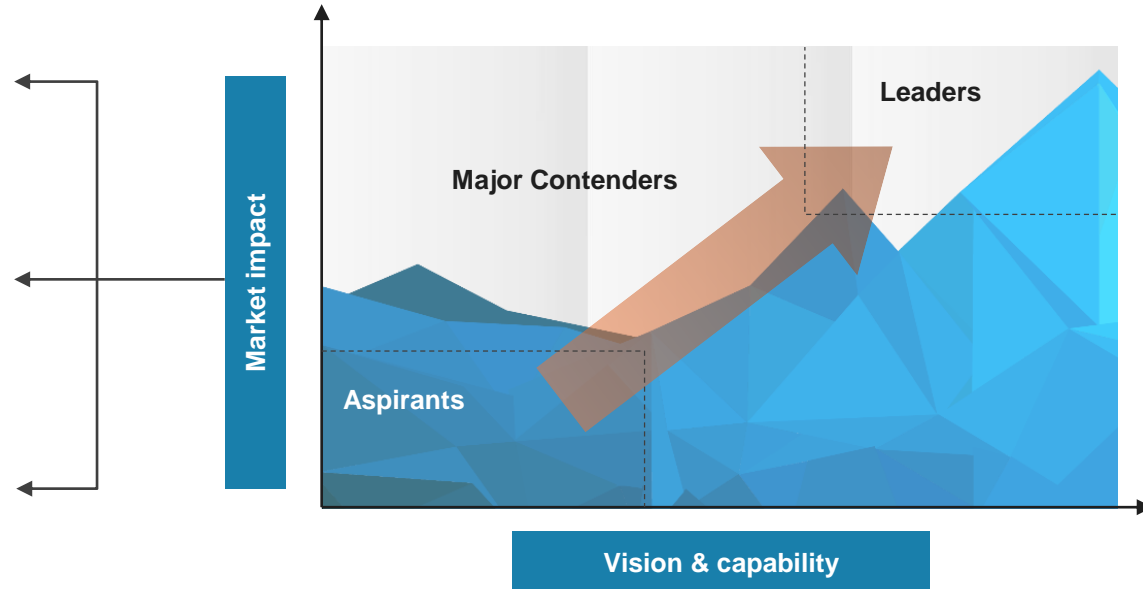 Leaders
Major Contenders
Market impact
Aspirants
Vision & capability